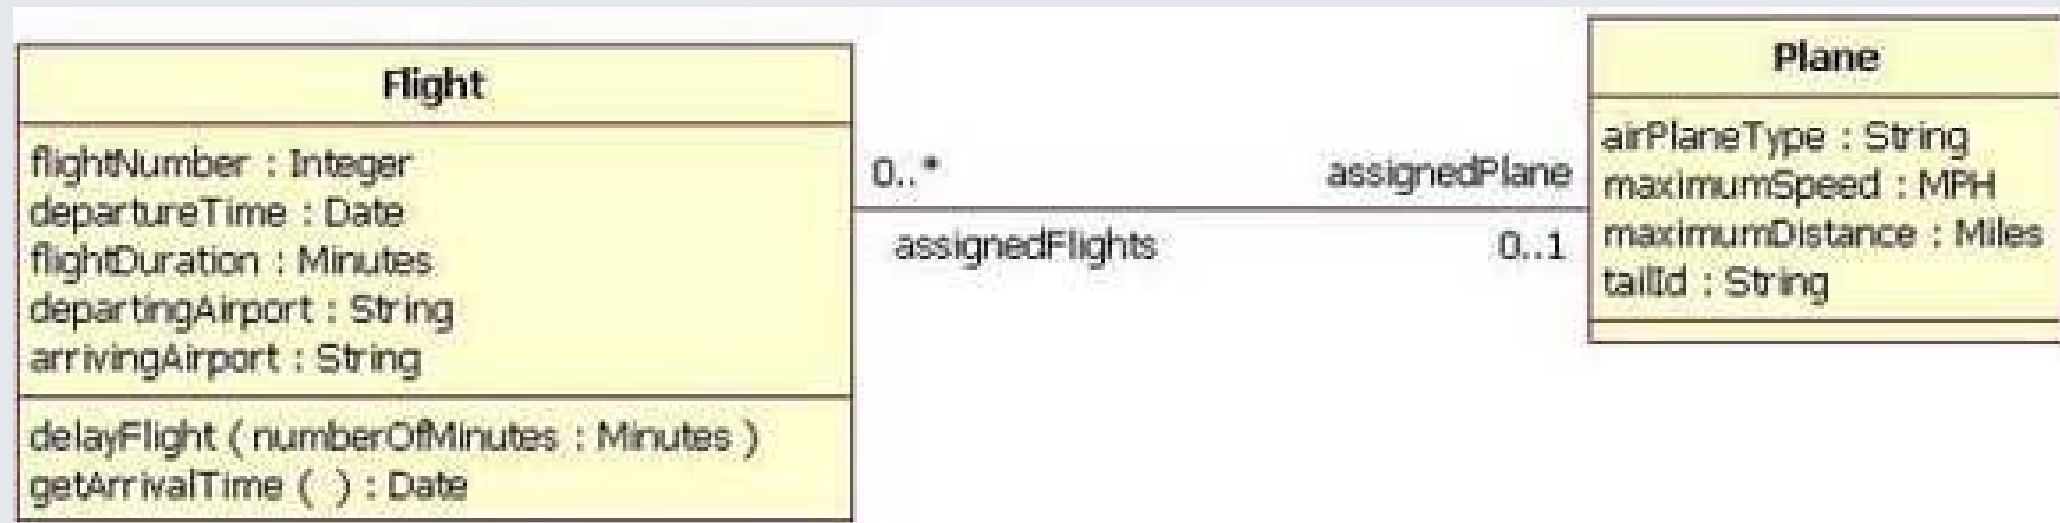 Flight
flightNumber : Integer
departureTime : Date
flightDuration : Minutes
departingAirport : String
arrivingAirport : String
delayFlight ( numberOfMinutes : Minutes )
getArrivalTime ( ) : Date
0..*
assignedPlane
assignedFlights
0..1
Plane
airPlaneType : String
maximumSpeed : MPH
maximumDistance : Miles
tailId : String